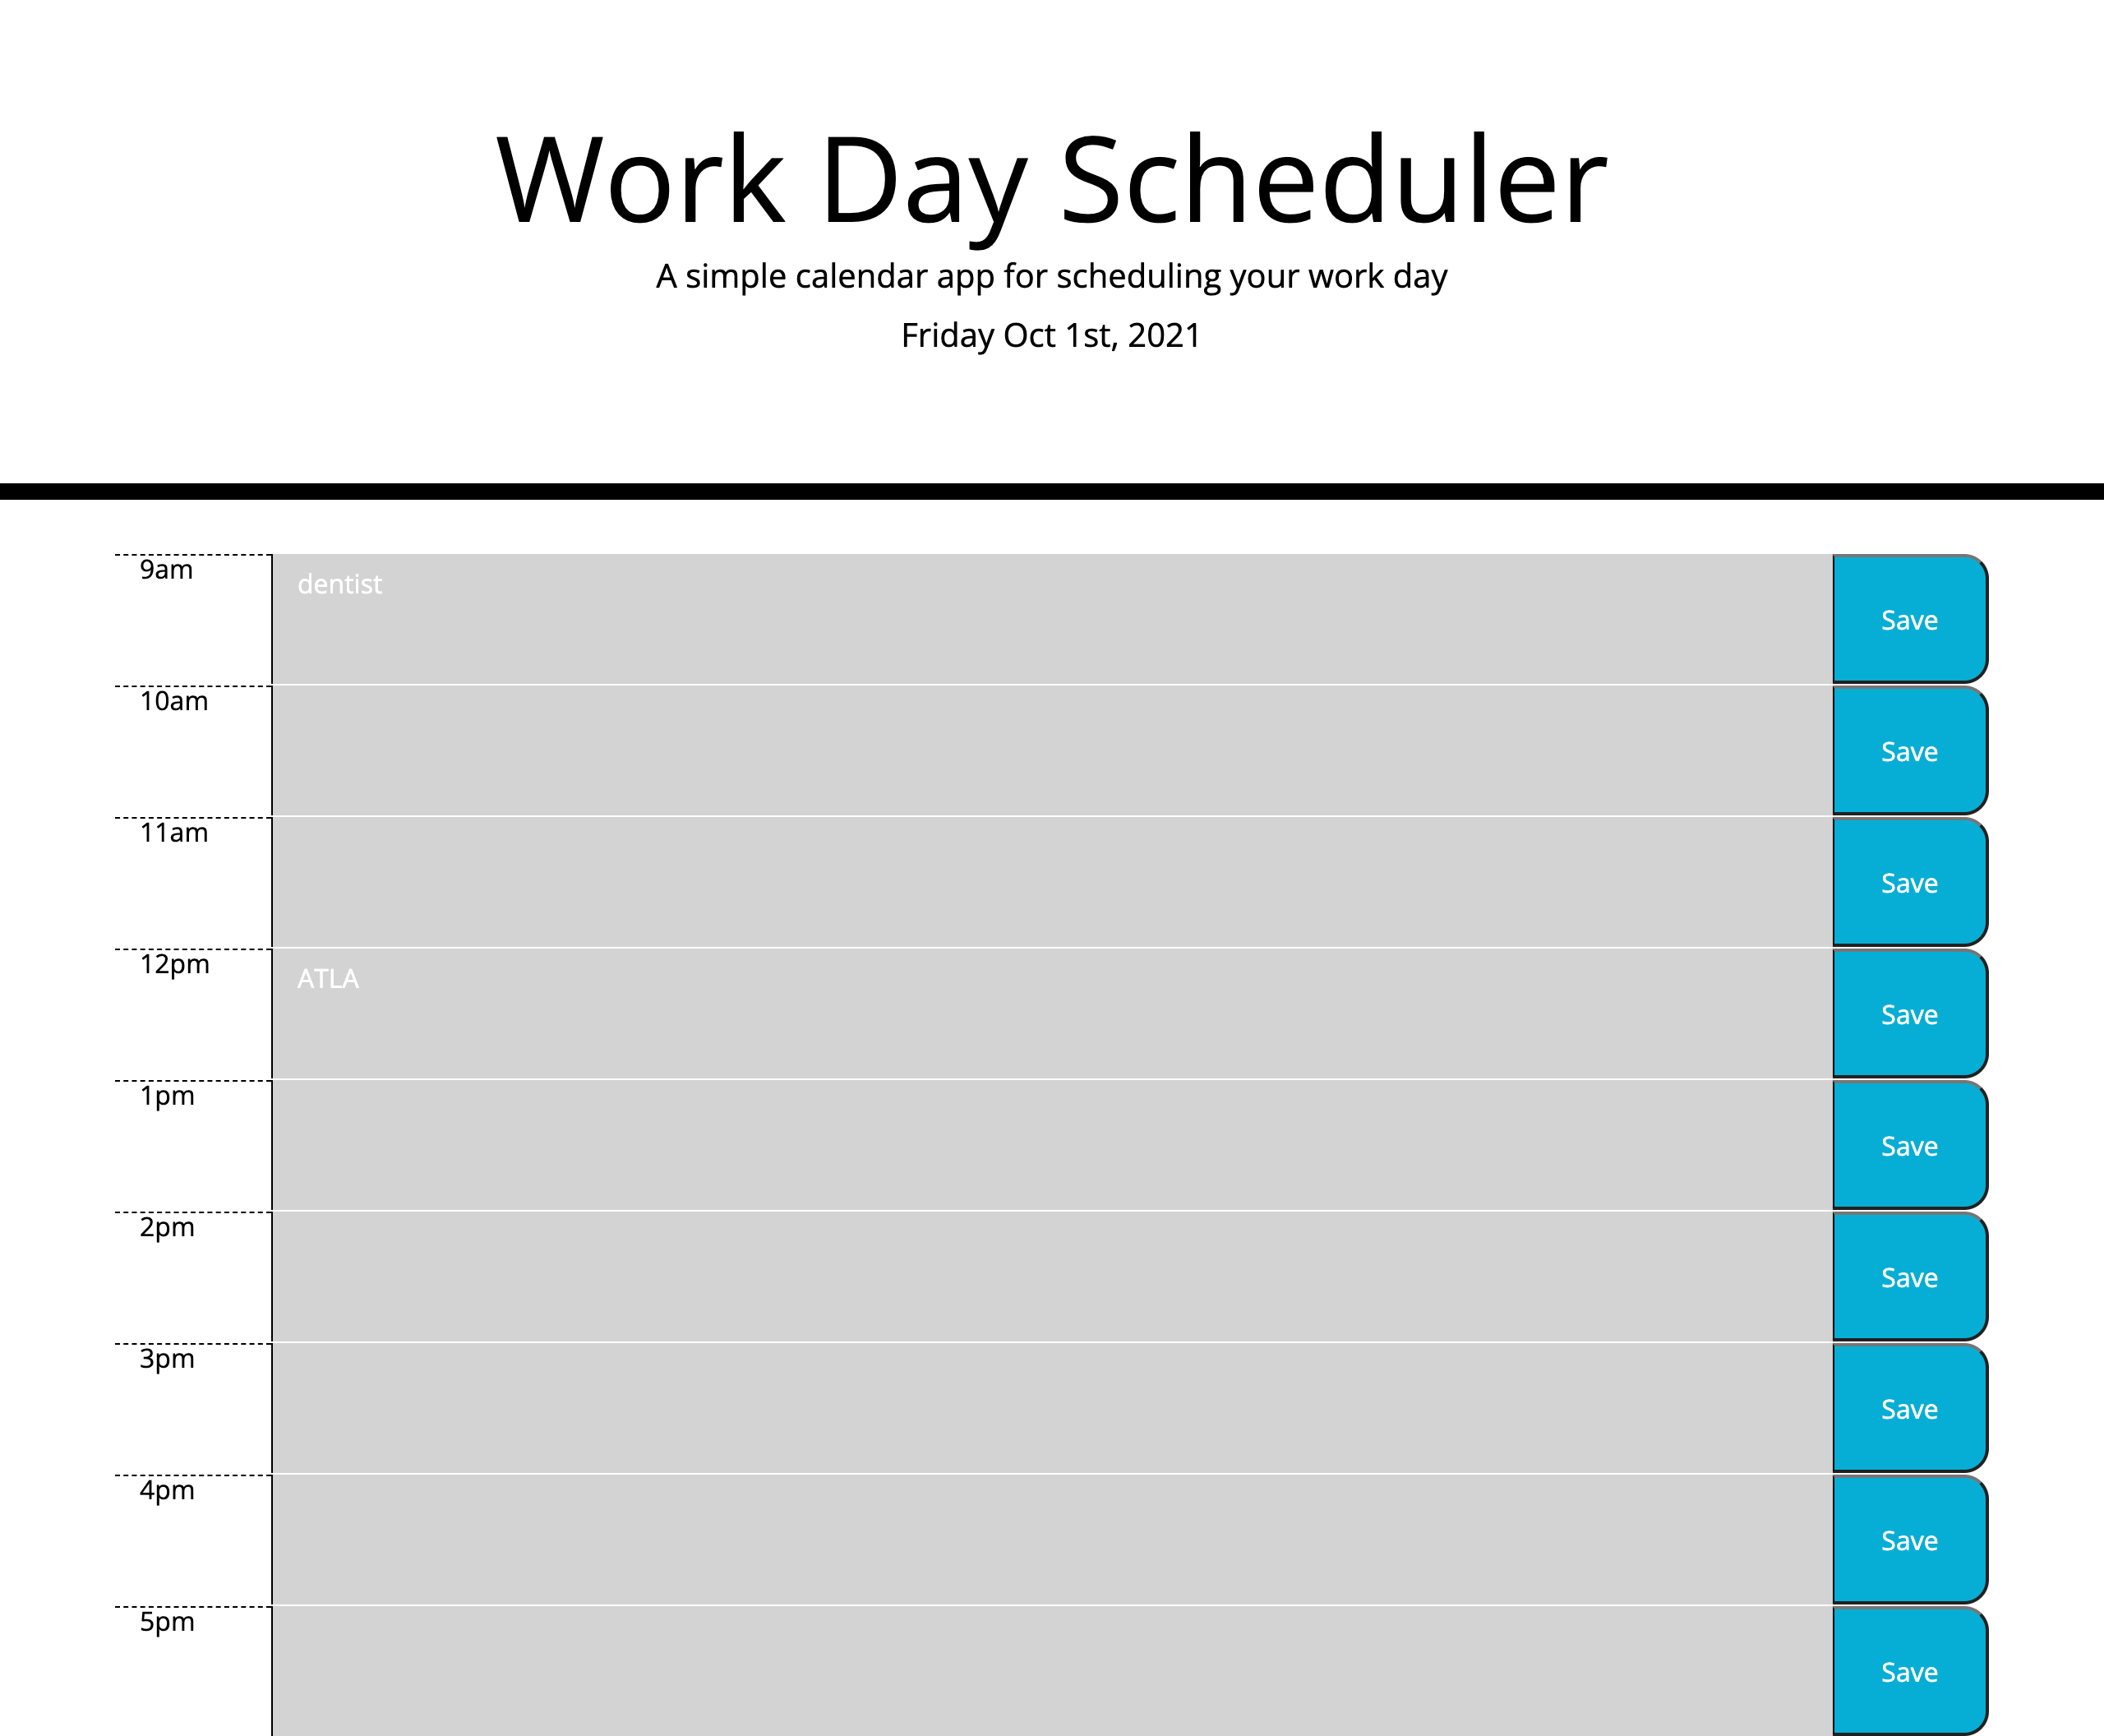 Work Day Scheduler
A simple calendar app for scheduling your work day
Friday Oct 1st, 2021
9am
dentist
Save
10am
Save
11am
Save
12pm
ATLA
Save
1pm
Save
2pm
Save
3pm
Save
4pm
Save
5pm
Save